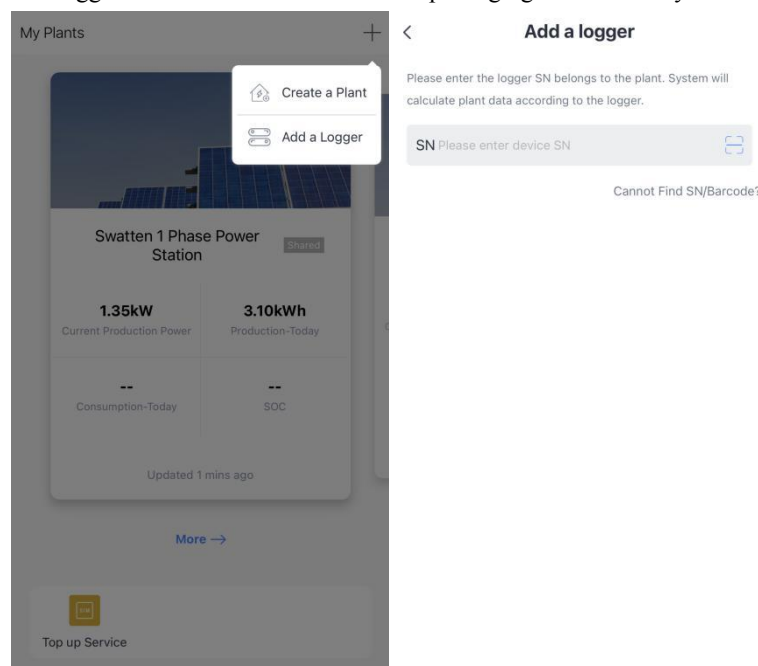 My Plants
Create a Plant
Add a Logger
Swatten 1 Phase Power
Station
Shared
1.35kW
3.10kWh
Current Production Power
Production-Today
--
--
Consumption-Today
SOC
Updated 1 mins ago
More →
Top up Service
Add a logger
Please enter the logger SN belongs to the plant. System will
calculate plant data according to the logger.
SN Please enter device SN
Cannot Find SN/Barcode?